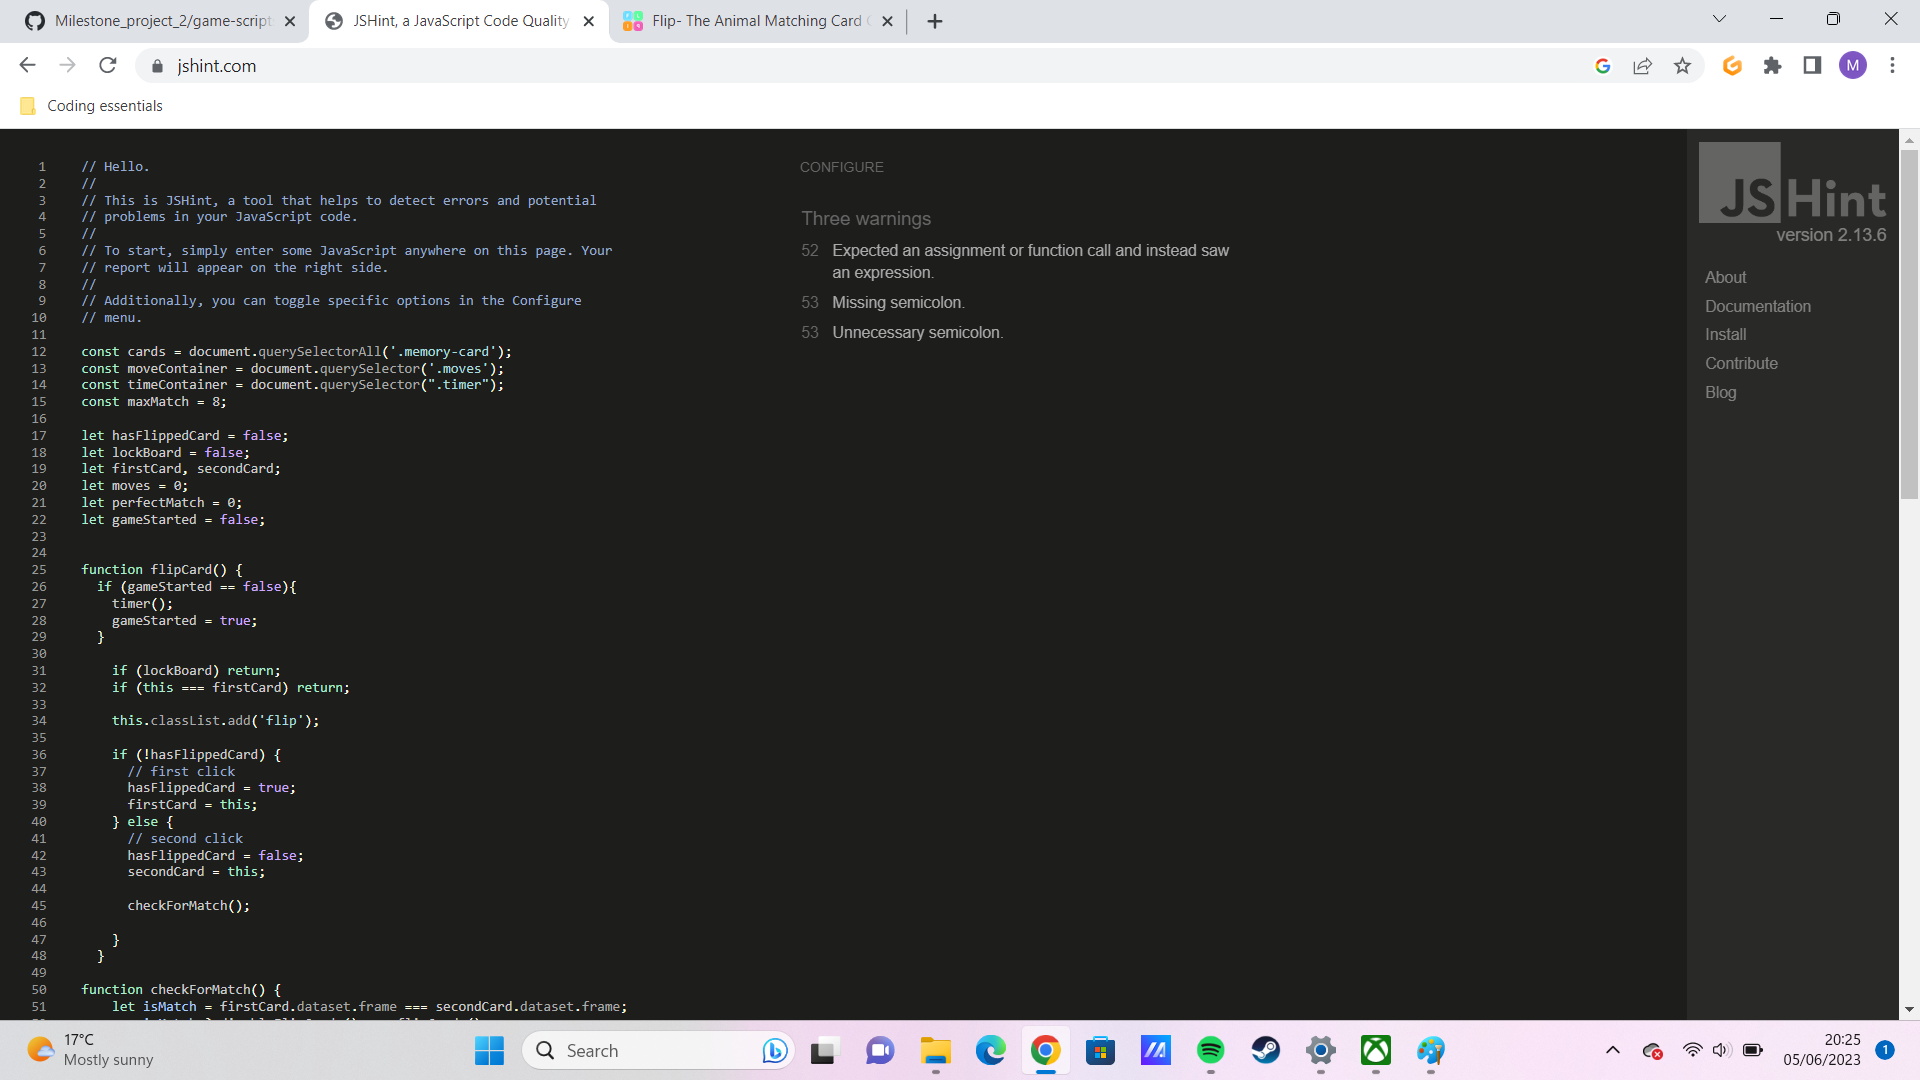 Milestone_project_2/game-script
JSHint, a JavaScript Code Quality
Flip- The Animal Matching Card
jshint.com
M
Coding essentials
1 // Hello.
2 //
3 // This is JSHint, a tool that helps to detect errors and potential
4 // problems in your JavaScript code.
5 //
6 // To start, simply enter some JavaScript anywhere on this page. Your
7 // report will appear on the right side.
8 //
9 // Additionally, you can toggle specific options in the Configure
10 // menu.
11
12 const cards = document.querySelectorAll('.memory-card');
13 const moveContainer = document.querySelector('.moves');
14 const timeContainer = document.querySelector(".timer");
15 const maxMatch = 8;
16
17 let hasFlippedCard = false;
18 let lockBoard = false;
19 let firstCard, secondCard;
20 let moves = 0;
21 let perfectMatch = 0;
22 let gameStarted = false;
23
24
25 function flipCard() {
26 if (gameStarted == false){
27 timer();
28 gameStarted = true;
29 }
30
31 if (lockBoard) return;
32 if (this === firstCard) return;
33
34 this.classList.add('flip');
35
36 if (!hasFlippedCard) {
37 // first click
38 hasFlippedCard = true;
39 firstCard = this;
40 } else {
41 // second click
42 hasFlippedCard = false;
43 secondCard = this;
44
45 checkForMatch();
46
47 }
48 }
49
50 function checkForMatch() {
51 let isMatch = firstCard.dataset.frame === secondCard.dataset.frame;
CONFIGURE
Three warnings
52 Expected an assignment or function call and instead saw
an expression.
53 Missing semicolon.
53 Unnecessary semicolon.
JSHint
version 2.13.6
About
Documentation
Install
Contribute
Blog
17°C
Mostly sunny
Search
20:25
05/06/2023
1